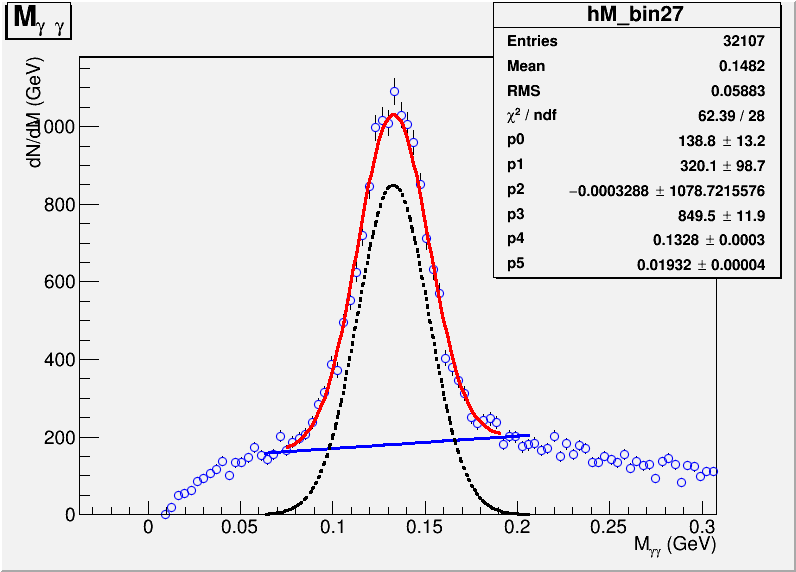 M_γγ
hM_bin27
Entries 32107
Mean 0.1482
RMS 0.05883
χ² / ndf 62.39 / 28
p0 138.8 ± 13.2
p1 320.1 ± 98.7
p2 −0.0003288 ± 1078.7215576
p3 849.5 ± 11.9
p4 0.1328 ± 0.0003
p5 0.01932 ± 0.00004
dN/dM (GeV)
1000
800
600
400
200
0
0 0.05 0.1 0.15 0.2 0.25 0.3
M_γγ (GeV)